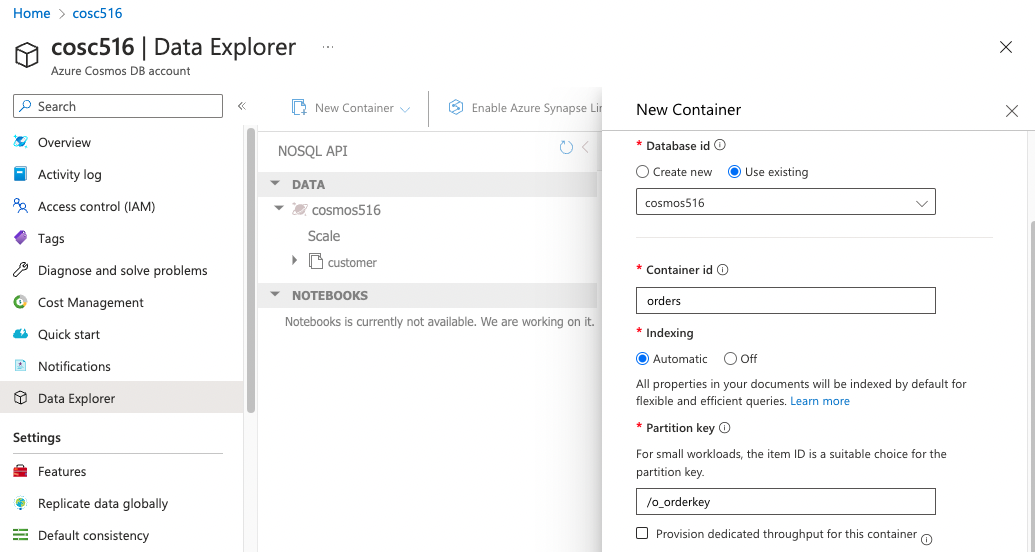 Home > cosc516
cosc516 | Data Explorer ...
Azure Cosmos DB account
Search
Overview
Activity log
Access control (IAM)
Tags
Diagnose and solve problems
Cost Management
Quick start
Notifications
Data Explorer
Settings
Features
Replicate data globally
Default consistency
New Container
Enable Azure Synapse Lin
NOSQL API
DATA
cosmos516
Scale
customer
NOTEBOOKS
Notebooks is currently not available. We are working on it.
New Container
* Database id
Create new Use existing
cosmos516
* Container id
orders
* Indexing
Automatic Off
All properties in your documents will be indexed by default for
flexible and efficient queries. Learn more
* Partition key
For small workloads, the item ID is a suitable choice for the
partition key.
/o_orderkey
Provision dedicated throughput for this container